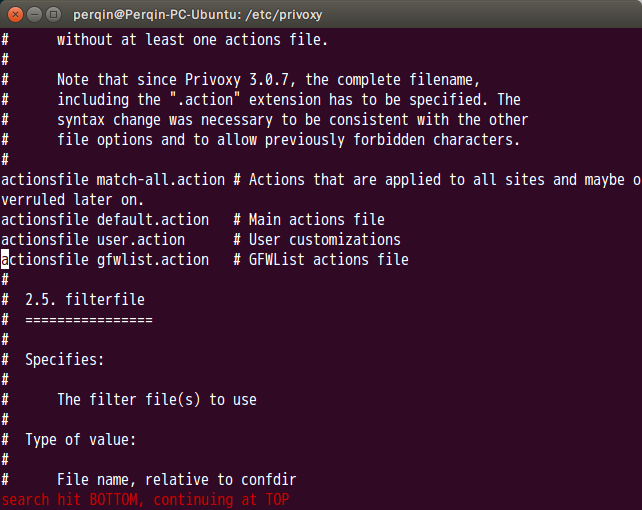 perqin@Perqin-PC-Ubuntu: /etc/privoxy
#      without at least one actions file.
#
#      Note that since Privoxy 3.0.7, the complete filename,
#      including the ".action" extension has to be specified. The
#      syntax change was necessary to be consistent with the other
#      file options and to allow previously forbidden characters.
#
actionsfile match-all.action # Actions that are applied to all sites and maybe o
verruled later on.
actionsfile default.action   # Main actions file
actionsfile user.action      # User customizations
actionsfile gfwlist.action   # GFWList actions file
#
#  2.5. filterfile
#  ================
#
#  Specifies:
#
#      The filter file(s) to use
#
#  Type of value:
#
#      File name, relative to confdir
search hit BOTTOM, continuing at TOP